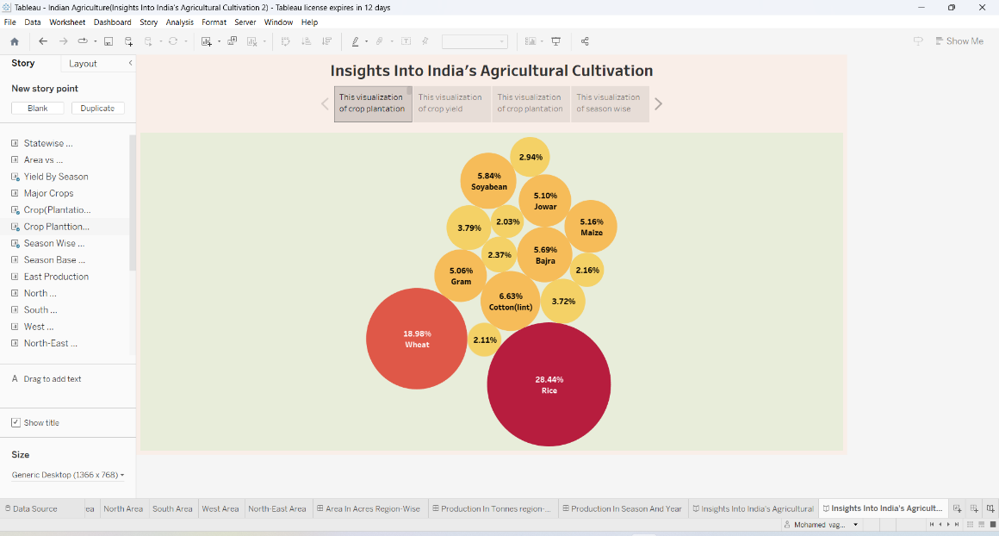 Tableau - Indian Agriculture(Insights Into India's Agricultural Cultivation 2) - Tableau license expires in 12 days
File Data Worksheet Dashboard Story Analysis Format Server Window Help
Show Me
Story Layout
New story point
Blank Duplicate
Statewise ...
Area vs ...
Yield By Season
Major Crops
Crop(Plantatio...
Crop Planttion...
Season Wise ...
Season Base ...
East Production
North ...
South ...
West ...
North-East ...
A Drag to add text
Show title
Size
Generic Desktop (1366 x 768)
Insights Into India's Agricultural Cultivation
This visualization
of crop plantation
This visualization
of crop yield
This visualization
of crop plantation
This visualization
of season wise
2.94%
5.84%
Soyabean
5.10%
Jowar
3.79%
2.03%
5.16%
Maize
2.37%
5.69%
Bajra
2.16%
5.06%
Gram
6.63%
Cotton(lint)
3.72%
18.98%
Wheat
2.11%
28.44%
Rice
Data Source ea North Area South Area West Area North-East Area Area In Acres Region-Wise Production In Tonnes region-... Production In Season And Year Insights Into India's Agricultural Insights Into India's Agricult...
Mohamed vag...